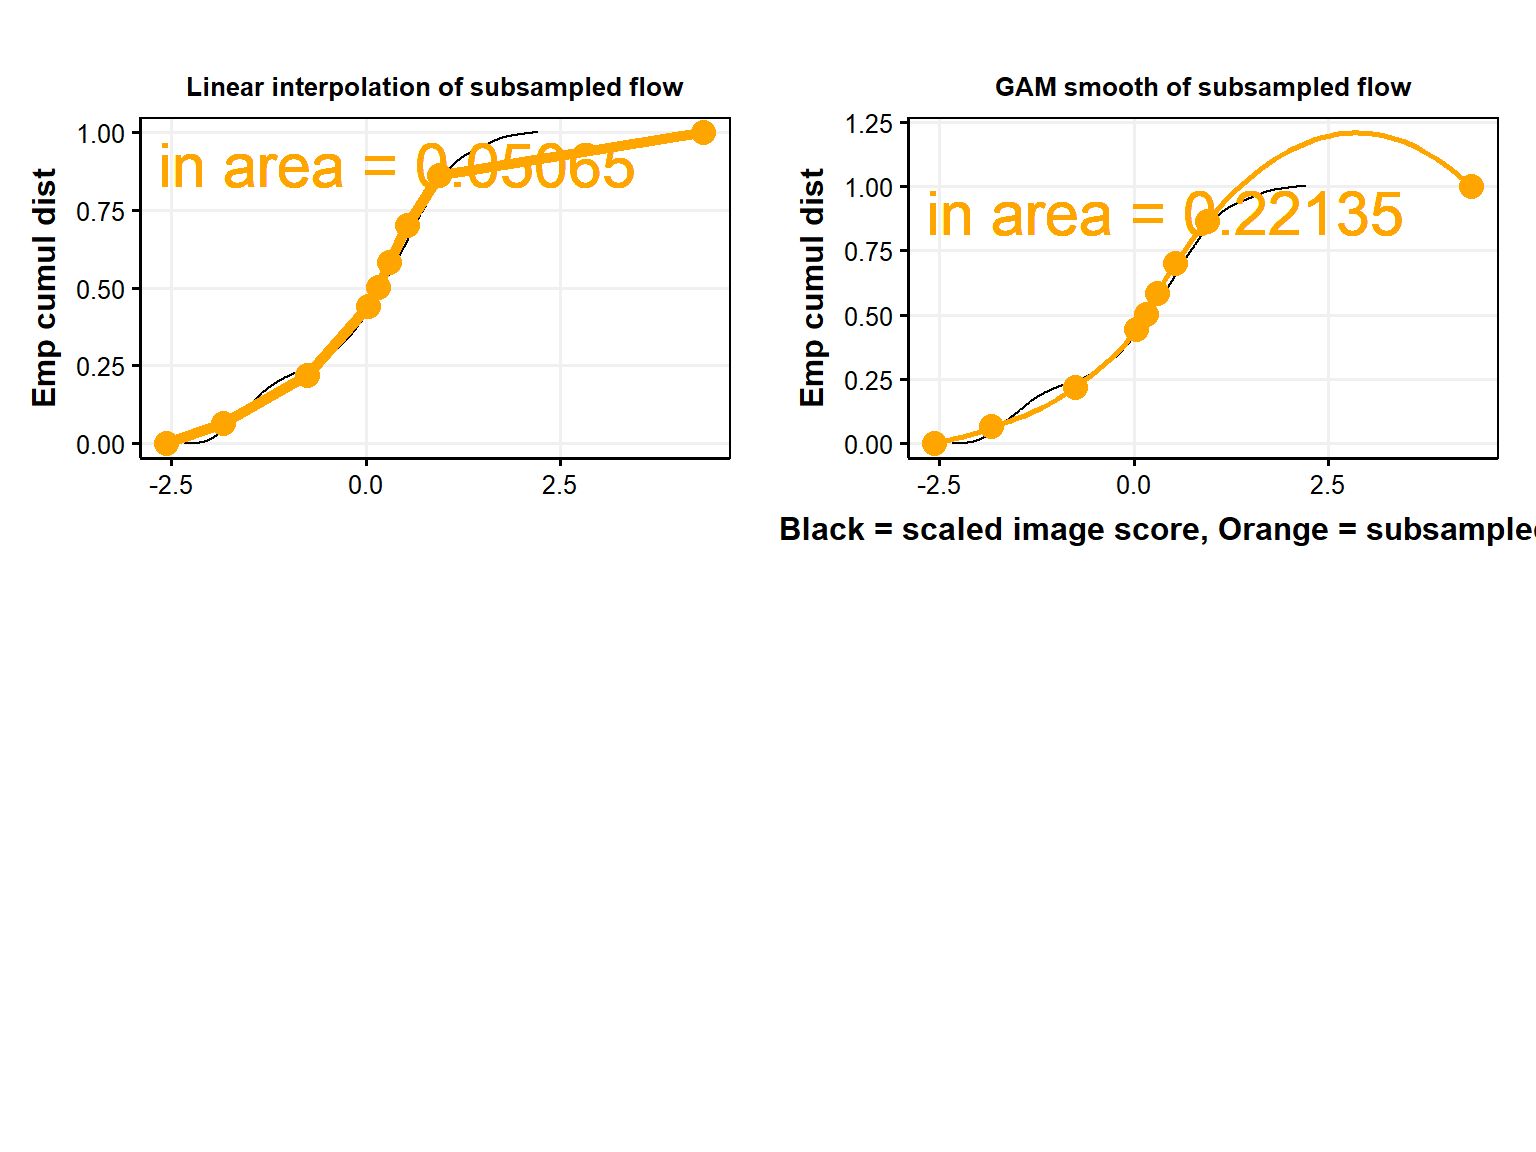 Linear interpolation of subsampled flow
Emp cumul dist
1.00
0.75
0.50
0.25
0.00
in area = 0.05065
-2.5 0.0 2.5
GAM smooth of subsampled flow
Emp cumul dist
1.25
1.00
0.75
0.50
0.25
0.00
in area = 0.22135
-2.5 0.0 2.5
Black = scaled image score, Orange = subsampled